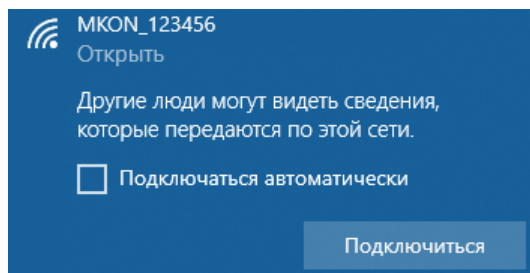 MKON_123456
Открыть
Другие люди могут видеть сведения,
которые передаются по этой сети.
Подключаться автоматически
Подключиться